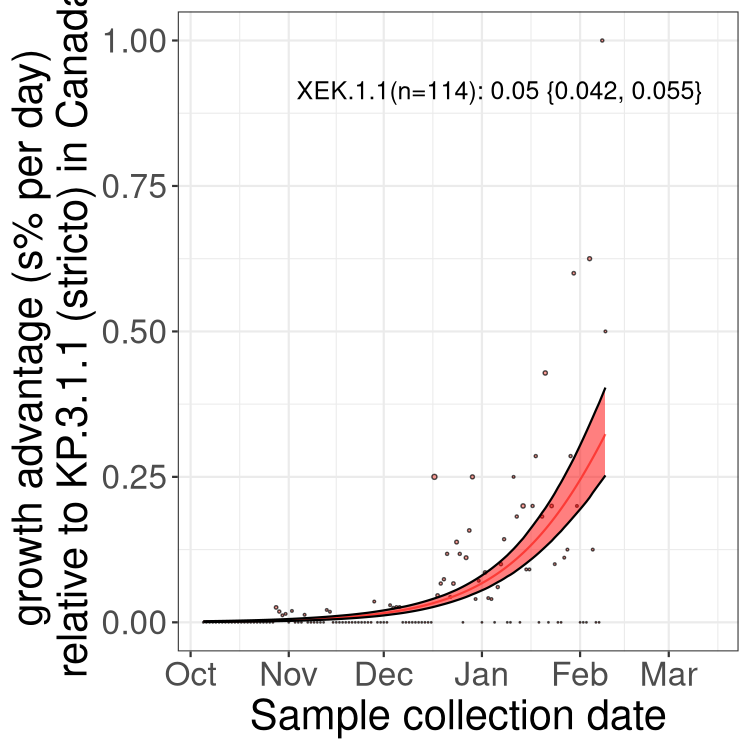 growth advantage (s% per day)
relative to KP.3.1.1 (stricto) in Canada
1.00
0.75
0.50
0.25
0.00
XEK.1.1(n=114): 0.05 {0.042, 0.055}
Oct Nov Dec Jan Feb Mar
Sample collection date